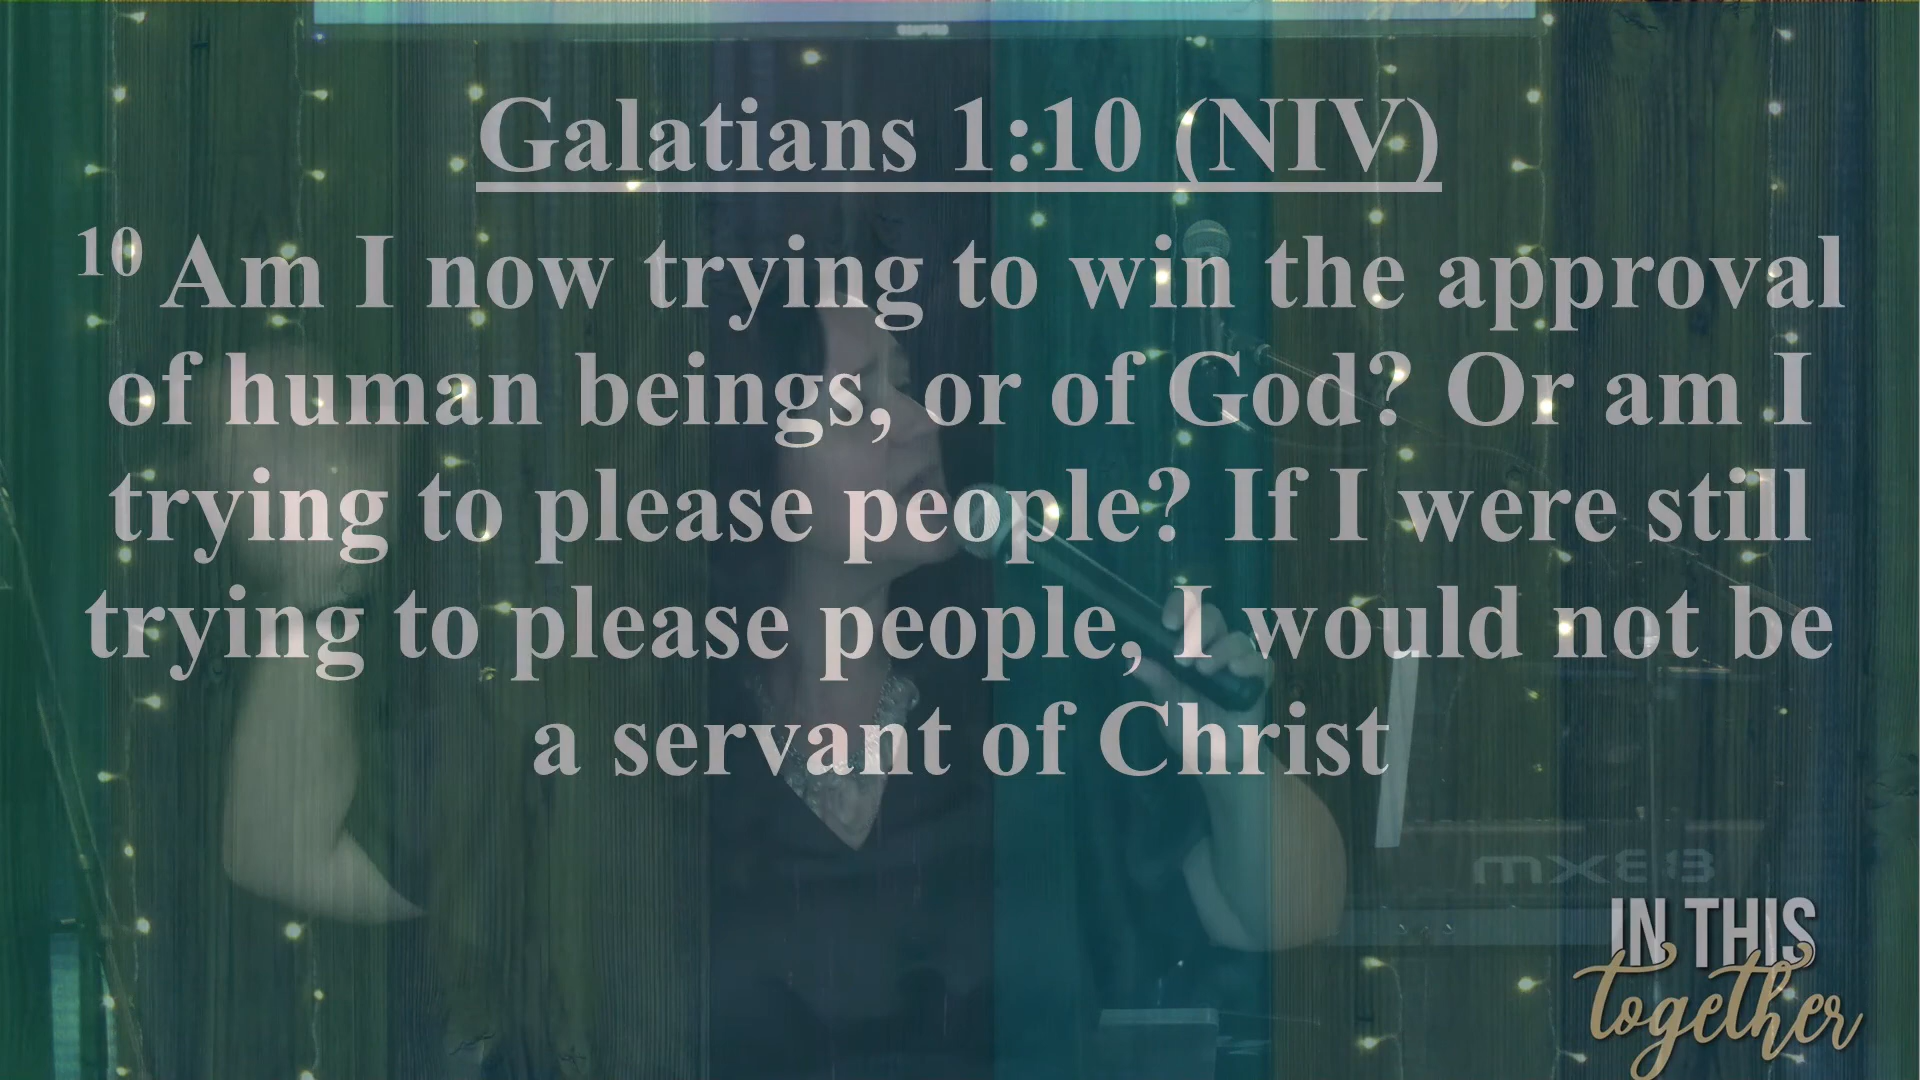 Galatians 1:10 (NIV)
10 Am I now trying to win the approval
of human beings, or of God? Or am I
trying to please people? If I were still
trying to please people, I would not be
a servant of Christ
mx88
IN THIS
together